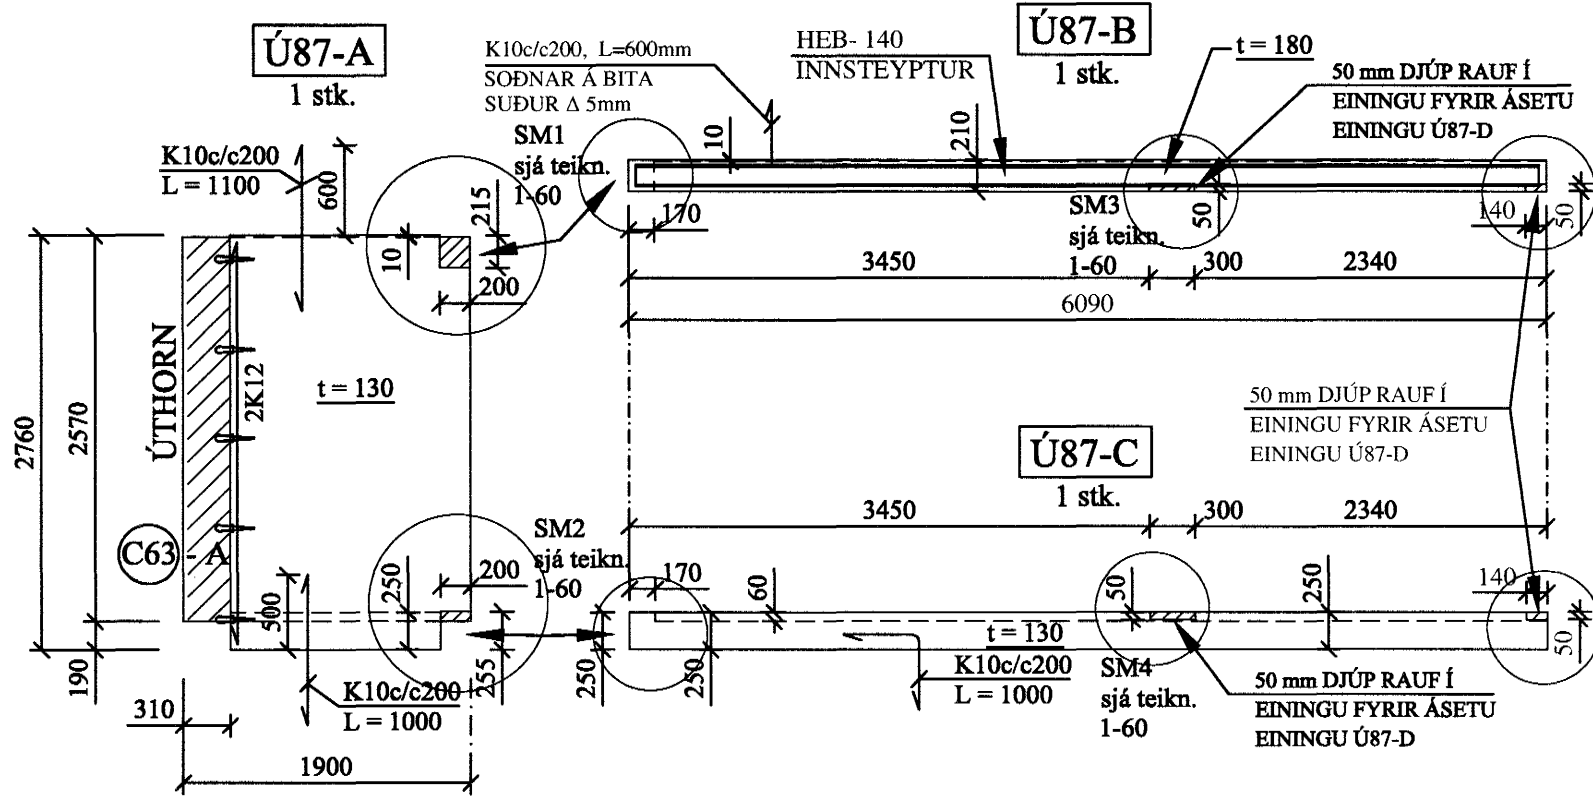 Ú87-A
1 stk.
K10c/c200
L = 1100
600
10
215
200
2760
2570
190
ÚTHORN
2K12
t = 130
C63 - A
500
250
200
255
K10c/c200
L = 1000
310
1900
SM1
sjá teikn.
1-60
SM2
sjá teikn.
1-60
K10c/c200, L=600mm
SOÐNAR Á BITA
SUÐUR Δ 5mm
HEB- 140
INNSTEYPTUR
Ú87-B
1 stk.
t = 180
50 mm DJÚP RAUF Í
EININGU FYRIR ÁSETU
EININGU Ú87-D
10
210
170
SM3
sjá teikn.
1-60
50
140
50
3450
300
2340
6090
50 mm DJÚP RAUF Í
EININGU FYRIR ÁSETU
EININGU Ú87-D
Ú87-C
1 stk.
3450
300
2340
170
60
50
250
140
50
250
250
t = 130
K10c/c200
L = 1000
SM4
sjá teikn.
1-60
50 mm DJÚP RAUF Í
EININGU FYRIR ÁSETU
EININGU Ú87-D